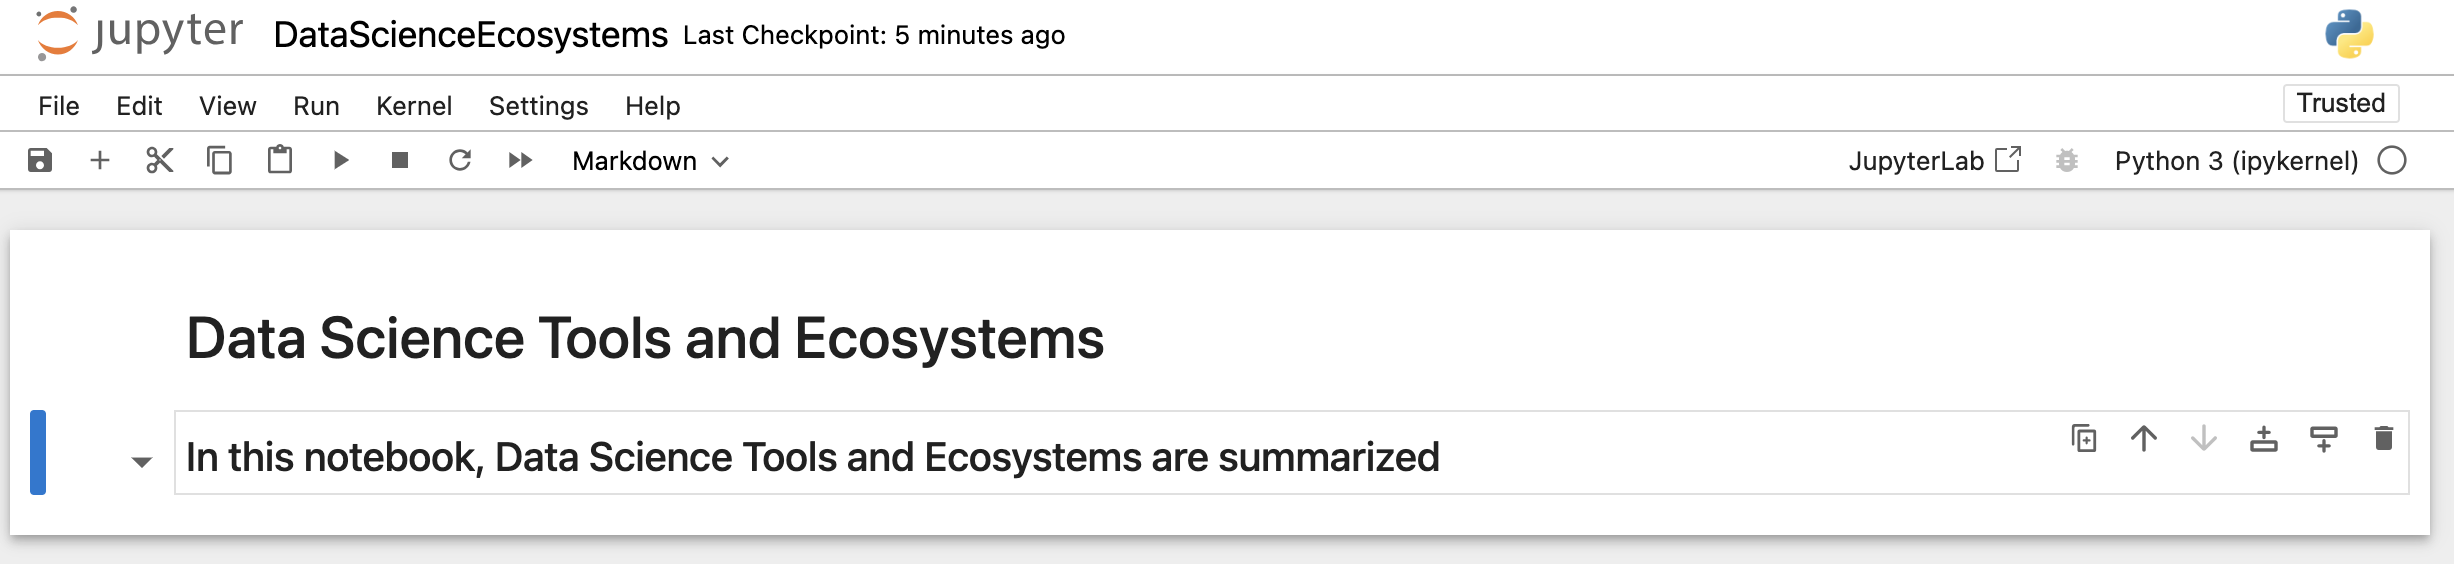 jupyter DataScienceEcosystems Last Checkpoint: 5 minutes ago
File Edit View Run Kernel Settings Help Trusted
Markdown JupyterLab Python 3 (ipykernel)
Data Science Tools and Ecosystems
In this notebook, Data Science Tools and Ecosystems are summarized